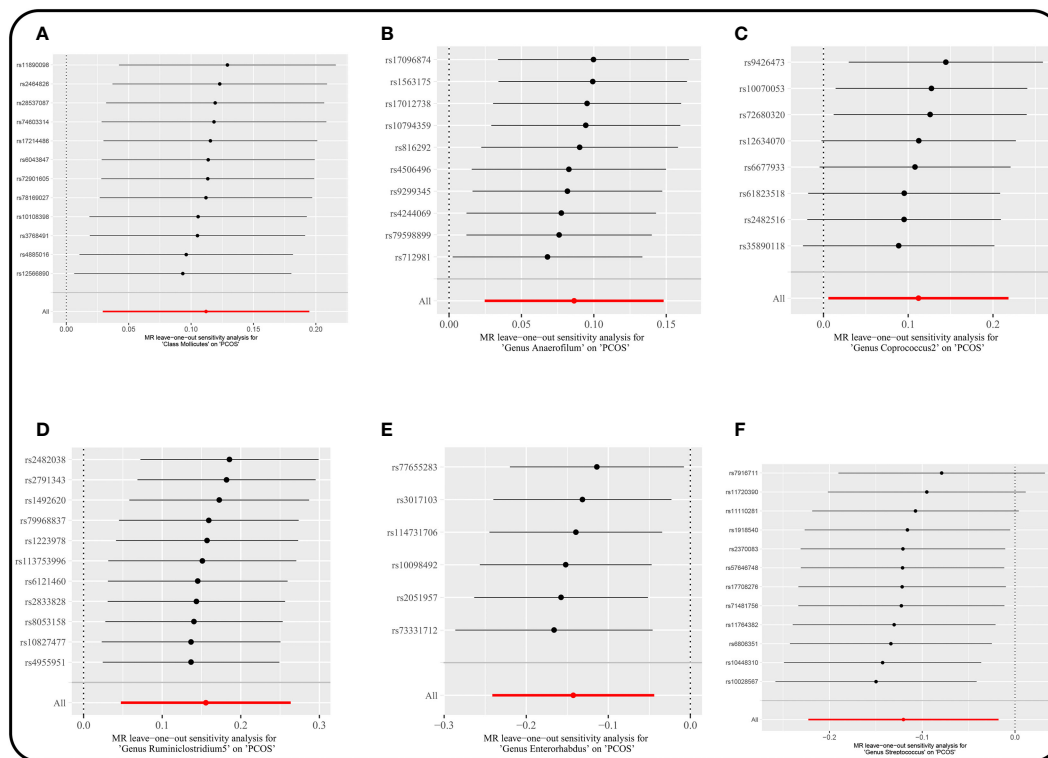 A
rs11890098
rs2464826
rs28537087
rs74603314
rs17214486
rs6043847
rs72901605
rs78169027
rs10108398
rs3768491
rs4885016
rs12566890
All
0.00 0.05 0.10 0.15 0.20
MR leave−one−out sensitivity analysis for
'Class Mollicutes' on 'PCOS'
B
rs17096874
rs1563175
rs17012738
rs10794359
rs816292
rs4506496
rs9299345
rs4244069
rs79598899
rs712981
All
0.00 0.05 0.10 0.15
MR leave−one−out sensitivity analysis for
'Genus Anaerofilum' on 'PCOS'
C
rs9426473
rs10070053
rs72680320
rs12634070
rs6677933
rs61823518
rs2482516
rs35890118
All
0.0 0.1 0.2
MR leave−one−out sensitivity analysis for
'Genus Coprococcus2' on 'PCOS'
D
rs2482038
rs2791343
rs1492620
rs79968837
rs1223978
rs113753996
rs6121460
rs2833828
rs8053158
rs10827477
rs4955951
All
0.0 0.1 0.2 0.3
MR leave−one−out sensitivity analysis for
'Genus Ruminiclostridium5' on 'PCOS'
E
rs77655283
rs3017103
rs114731706
rs10098492
rs2051957
rs73331712
All
−0.3 −0.2 −0.1 0.0
MR leave−one−out sensitivity analysis for
'Genus Enterorhabdus' on 'PCOS'
F
rs7916711
rs11720390
rs11110281
rs1918540
rs2370083
rs57646748
rs17708276
rs71481756
rs11764382
rs6806351
rs10448310
rs10028567
All
−0.2 −0.1 0.0
MR leave−one−out sensitivity analysis for
'Genus Streptococcus' on 'PCOS'